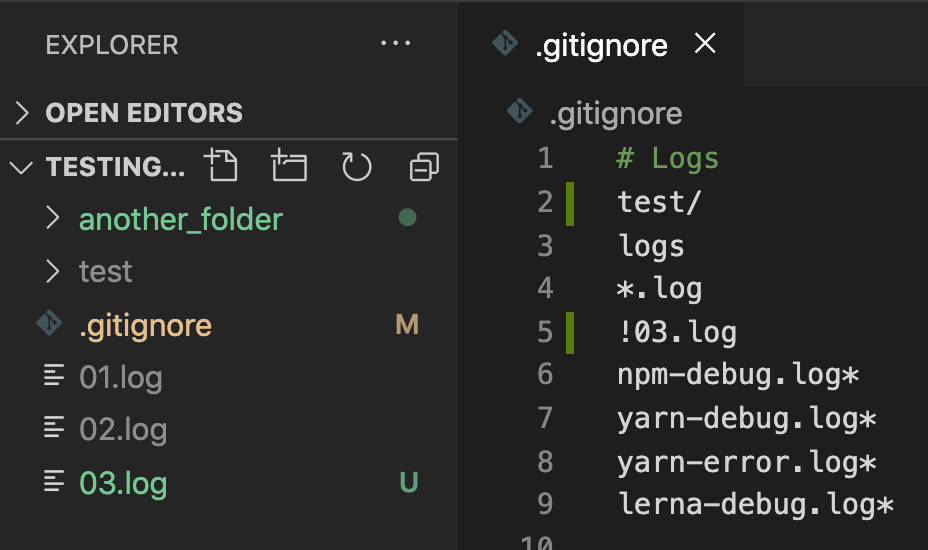 EXPLORER ...
OPEN EDITORS
TESTING...
another_folder
test
.gitignore M
01.log
02.log
03.log U
.gitignore
.gitignore
1 # Logs
2 test/
3 logs
4 *.log
5 !03.log
6 npm-debug.log*
7 yarn-debug.log*
8 yarn-error.log*
9 lerna-debug.log*
10